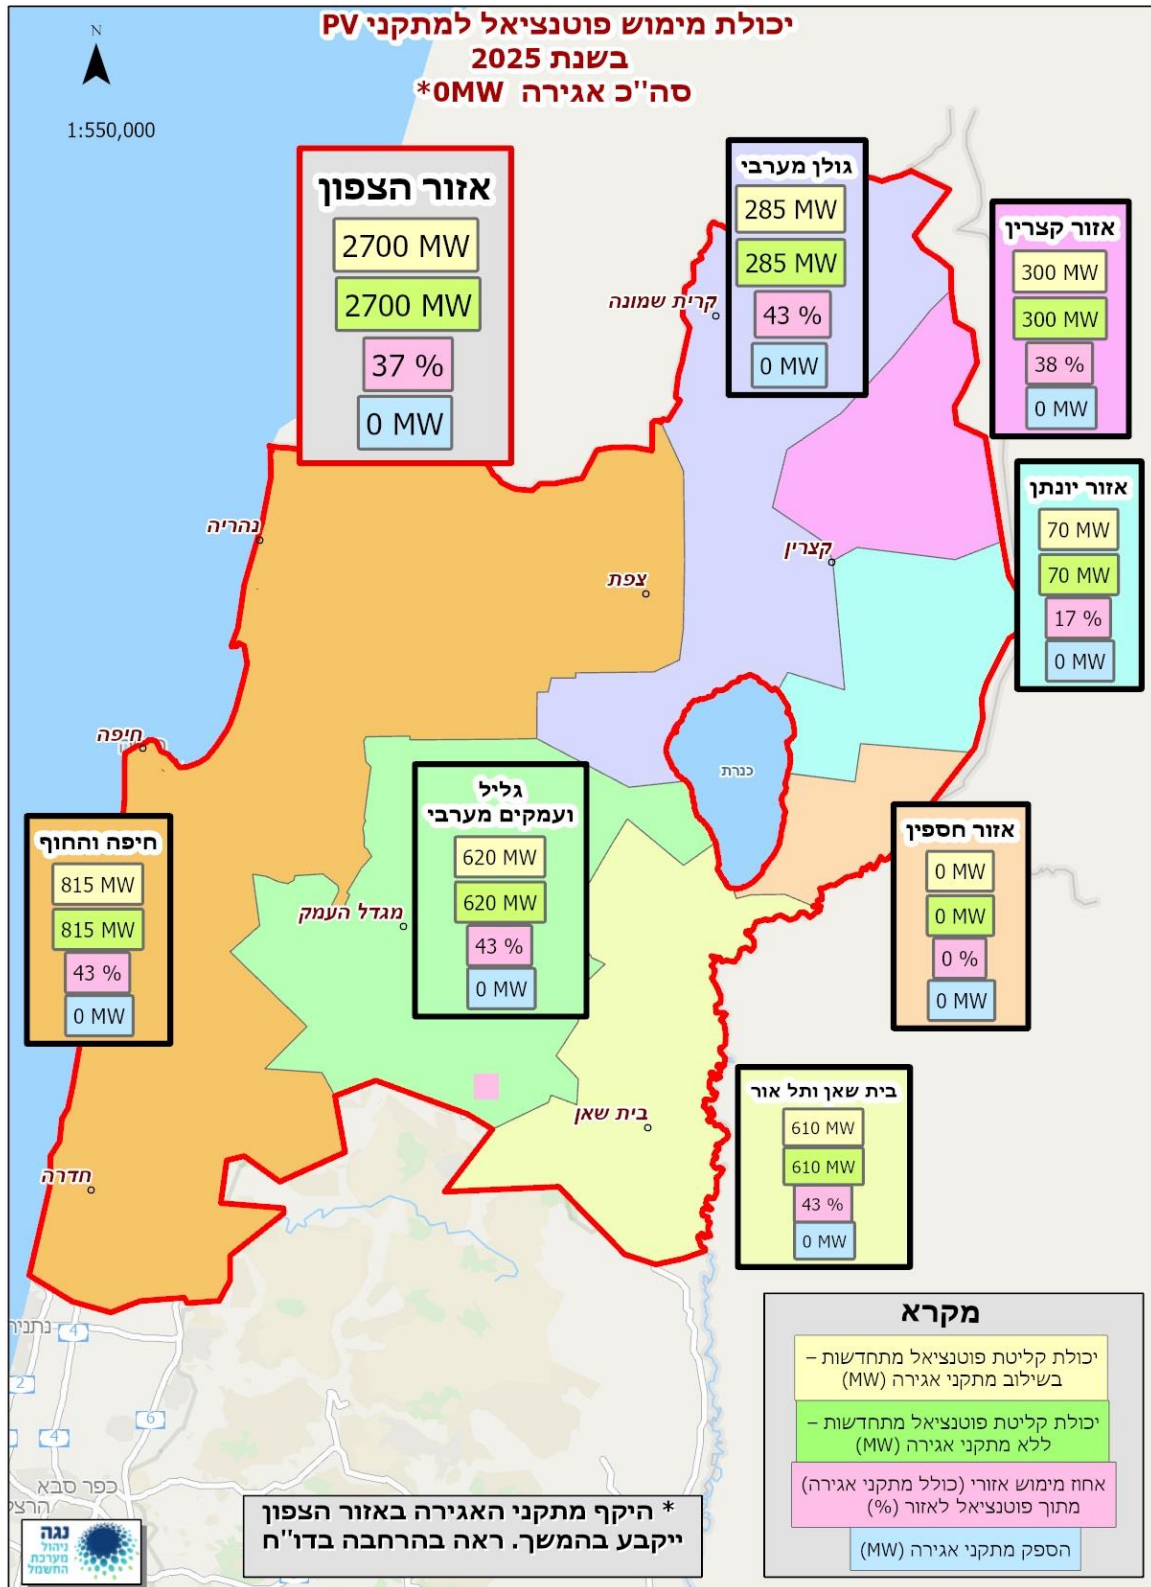 יכולת מימוש פוטנציאל למתקני PV
בשנת 2025
סה''כ אגירה 0MW*
N
1:550,000
אזור הצפון
2700 MW
2700 MW
37 %
0 MW
גולן מערבי
285 MW
285 MW
43 %
0 MW
אזור קצרין
300 MW
300 MW
38 %
0 MW
אזור יונתן
70 MW
70 MW
17 %
0 MW
קרית שמונה
נהריה
צפת
קצרין
חיפה
כנרת
חיפה והחוף
815 MW
815 MW
43 %
0 MW
גליל
ועמקים מערבי
620 MW
620 MW
43 %
0 MW
אזור חספין
0 MW
0 MW
0 %
0 MW
מגדל העמק
בית שאן ותל אור
610 MW
610 MW
43 %
0 MW
בית שאן
חדרה
נתניה
4
2
6
4
כפר סבא
הרצל
מקרא
יכולת קליטת פוטנציאל מתחדשות –
בשילוב מתקני אגירה (MW)
יכולת קליטת פוטנציאל מתחדשות –
ללא מתקני אגירה (MW)
אחוז מימוש אזורי (כולל מתקני אגירה)
מתוך פוטנציאל לאזור (%)
הספק מתקני אגירה (MW)
* היקף מתקני האגירה באזור הצפון
ייקבע בהמשך. ראה בהרחבה בדו''ח
נגה
ניהול
מערכת
החשמל